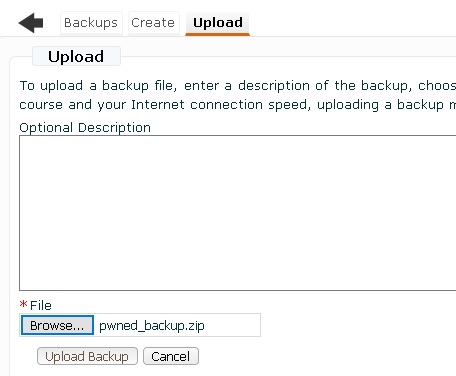 Backups Create Upload
Upload
To upload a backup file, enter a description of the backup, choos
course and your Internet connection speed, uploading a backup m
Optional Description
* File
Browse... pwned_backup.zip
Upload Backup Cancel